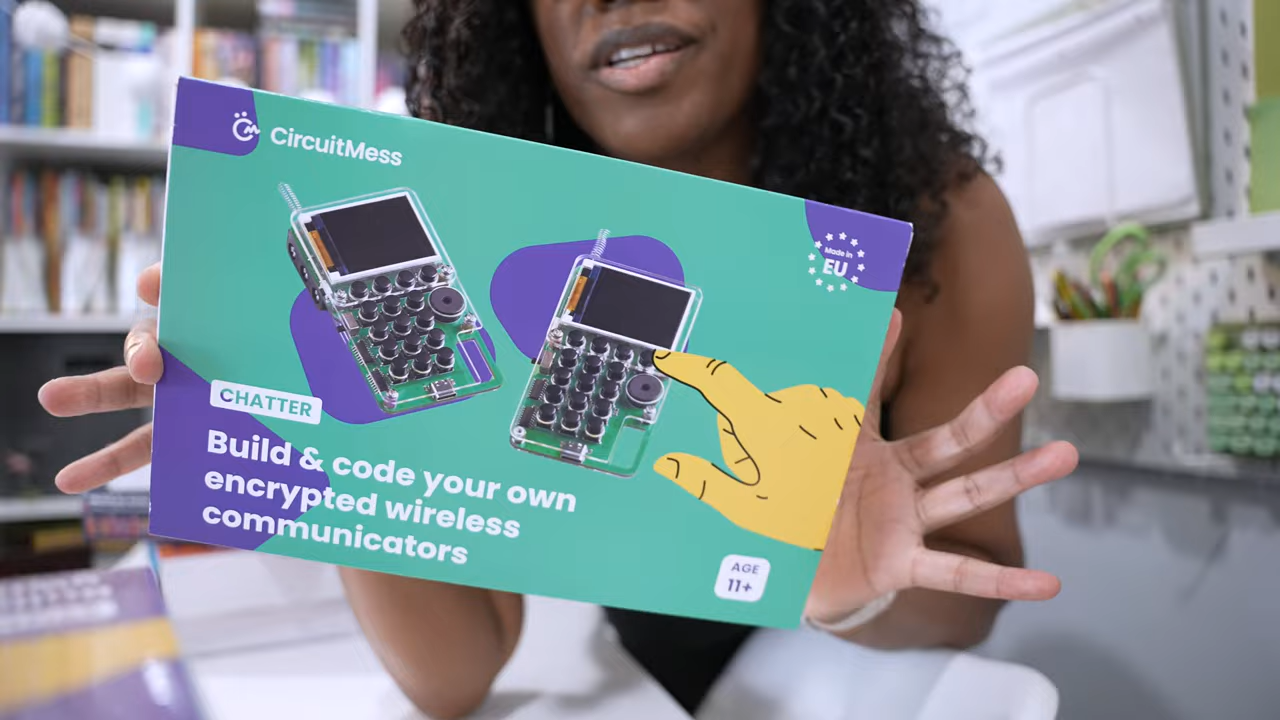 CircuitMess
Made in
EU
CHATTER
Build & code your own
encrypted wireless
communicators
AGE
11+